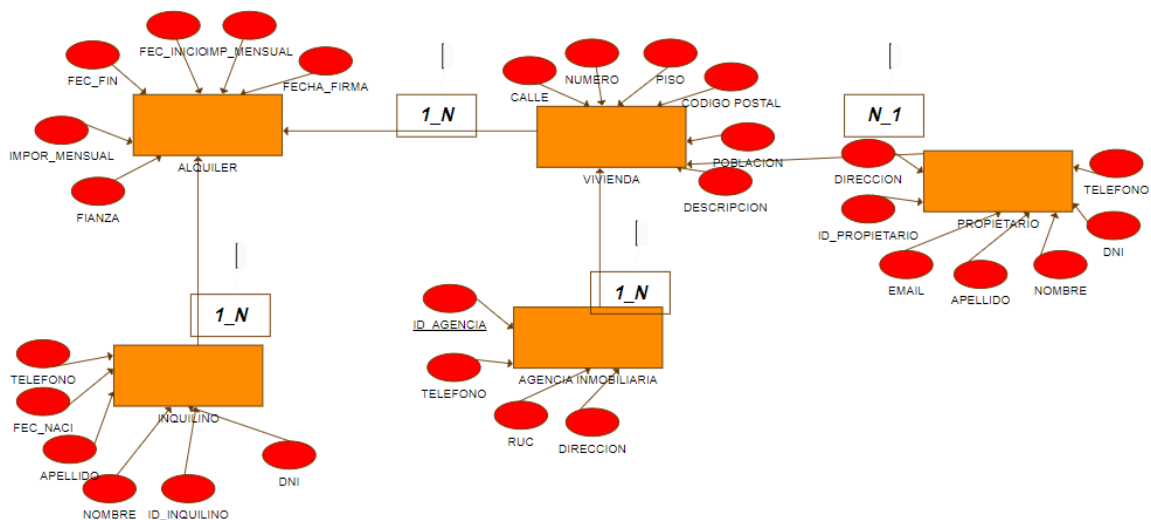 FEC_INICIO
IMP_MENSUAL
FEC_FIN
FECHA_FIRMA
IMPOR_MENSUAL
ALQUILER
FIANZA
1_N
NUMERO
PISO
CALLE
CODIGO POSTAL
POBLACION
VIVIENDA
DESCRIPCION
N_1
DIRECCION
TELEFONO
ID_PROPIETARIO
PROPIETARIO
DNI
EMAIL
APELLIDO
NOMBRE
1_N
1_N
ID_AGENCIA
TELEFONO
AGENCIA INMOBILIARIA
RUC
DIRECCION
TELEFONO
FEC_NACI
INQUILINO
APELLIDO
DNI
NOMBRE
ID_INQUILINO